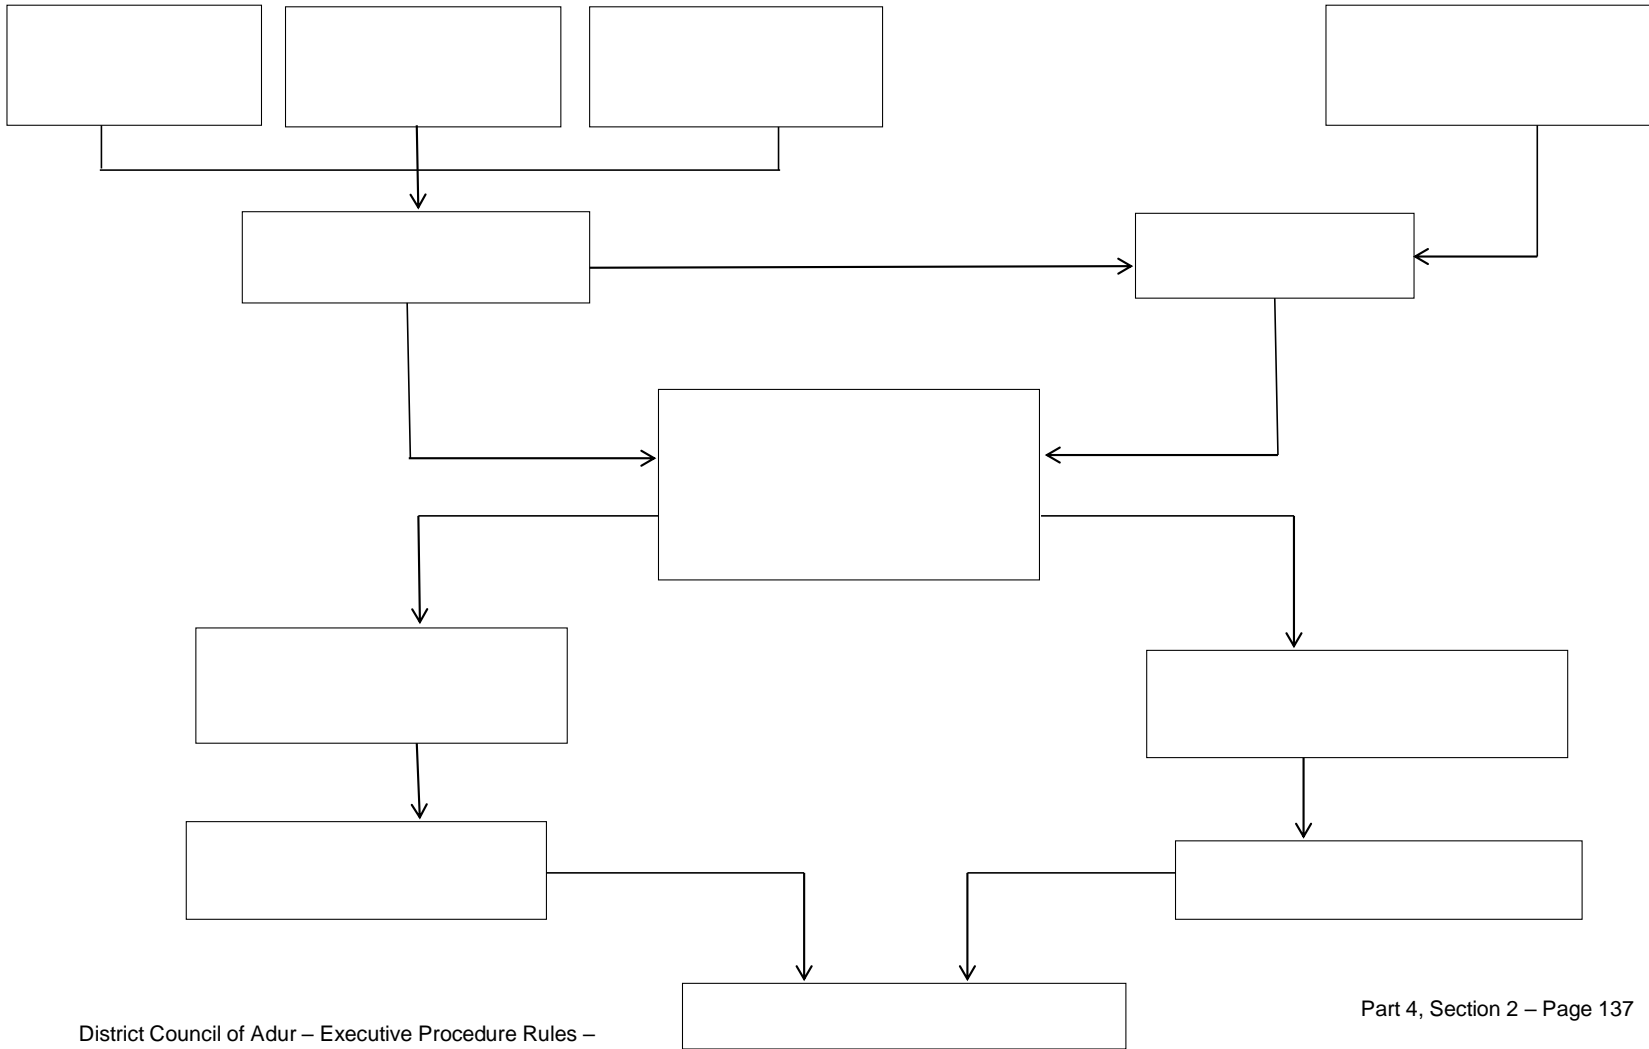 Part 4, Section 2 – Page 137
District Council of Adur – Executive Procedure Rules –